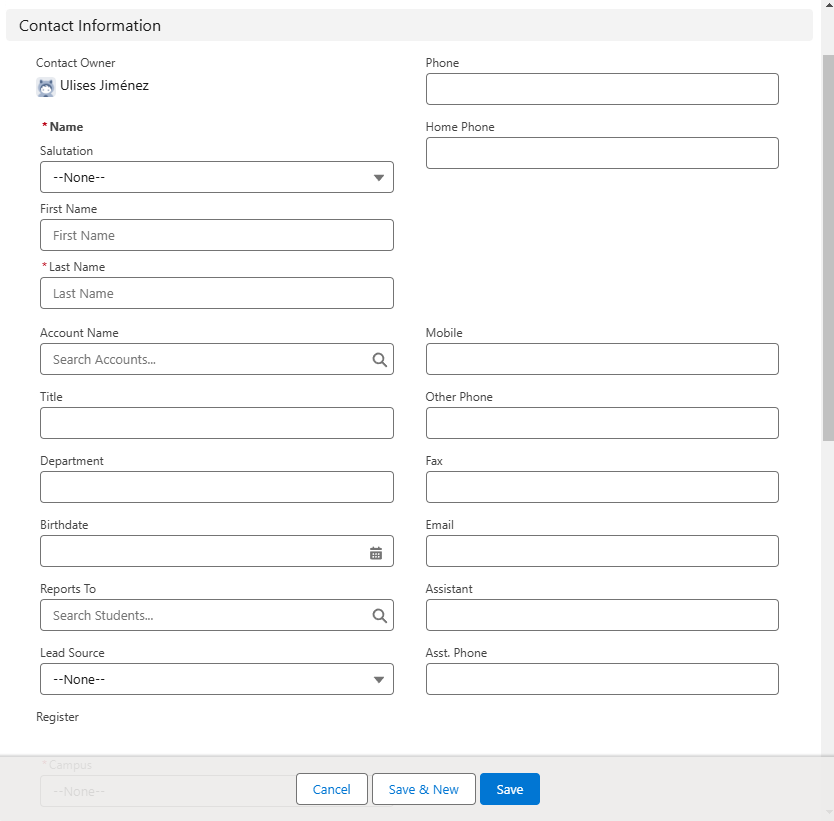 Contact Information
Contact Owner
Ulises Jiménez
*Name
Salutation
--None--
First Name
First Name
*Last Name
Last Name
Phone
Home Phone
Account Name
Search Accounts...
Mobile
Title
Other Phone
Department
Fax
Birthdate
Email
Reports To
Search Students...
Assistant
Lead Source
--None--
Asst. Phone
Register
*Campus
--None--
Cancel
Save & New
Save